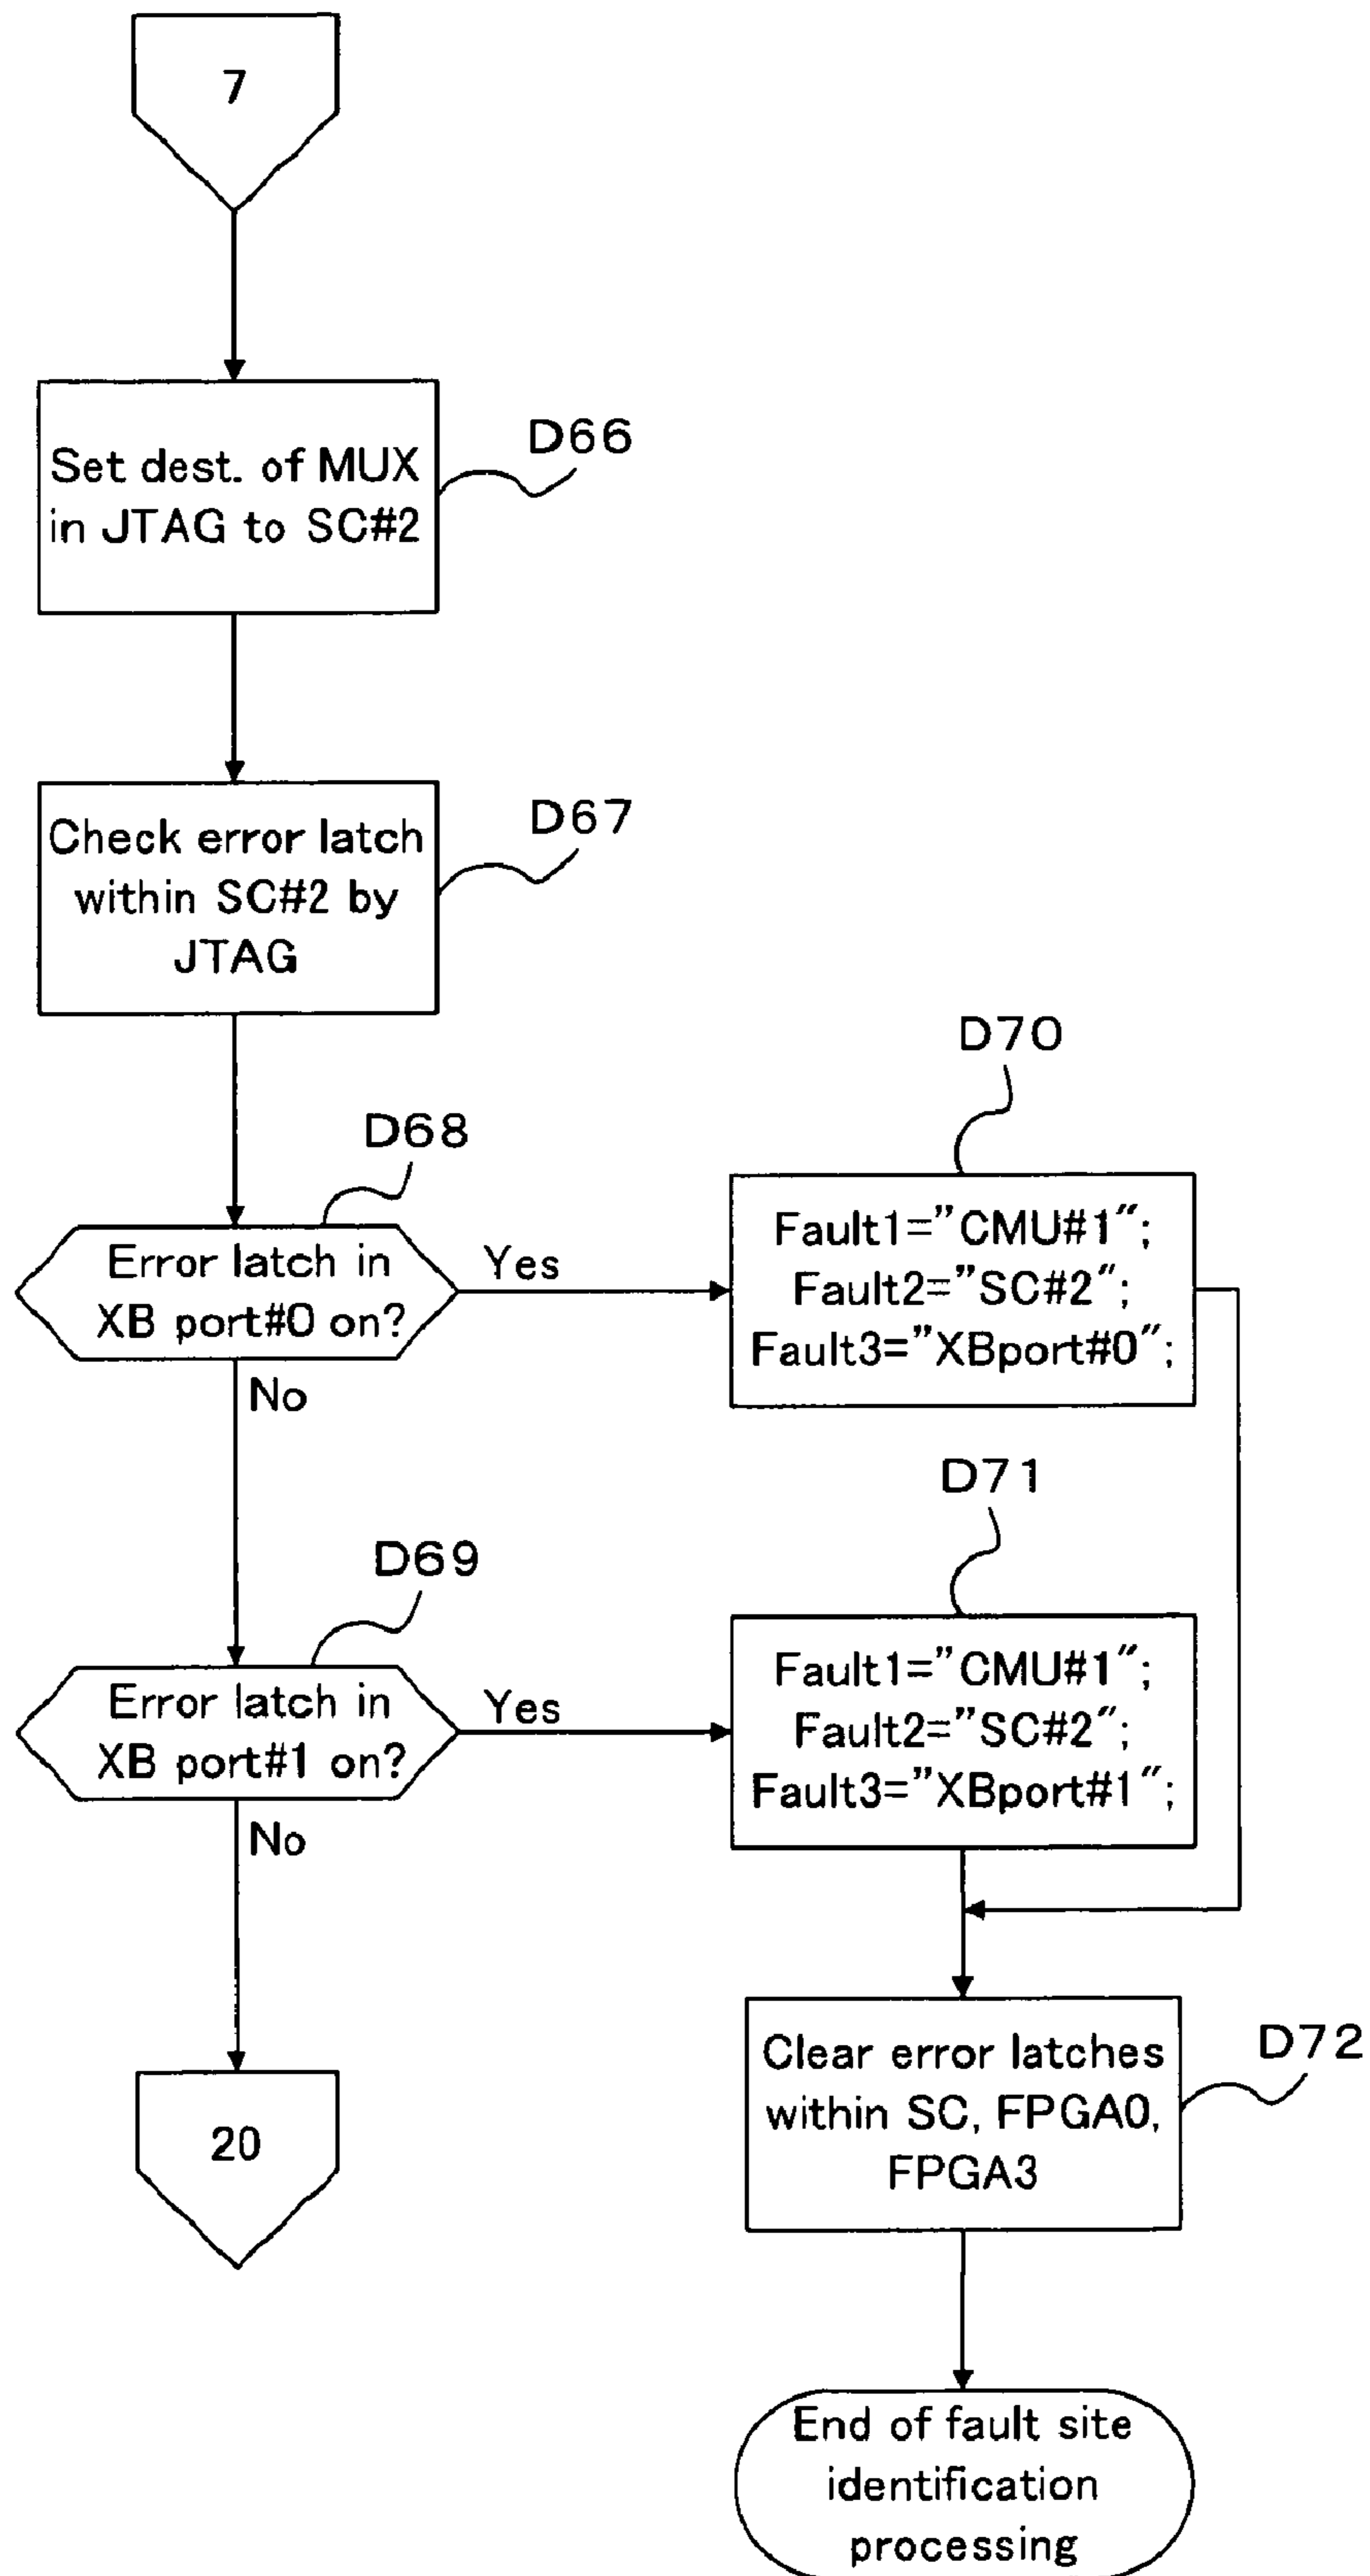 7
Set dest. of MUX
in JTAG to SC#2
D66
Check error latch
within SC#2 by
JTAG
D67
Error latch in
XB port#0 on?
D68
Yes
No
Fault1="CMU#1";
Fault2="SC#2";
Fault3="XBport#0";
D70
Error latch in
XB port#1 on?
D69
Yes
No
Fault1="CMU#1";
Fault2="SC#2";
Fault3="XBport#1";
D71
20
Clear error latches
within SC, FPGA0,
FPGA3
D72
End of fault site
identification
processing